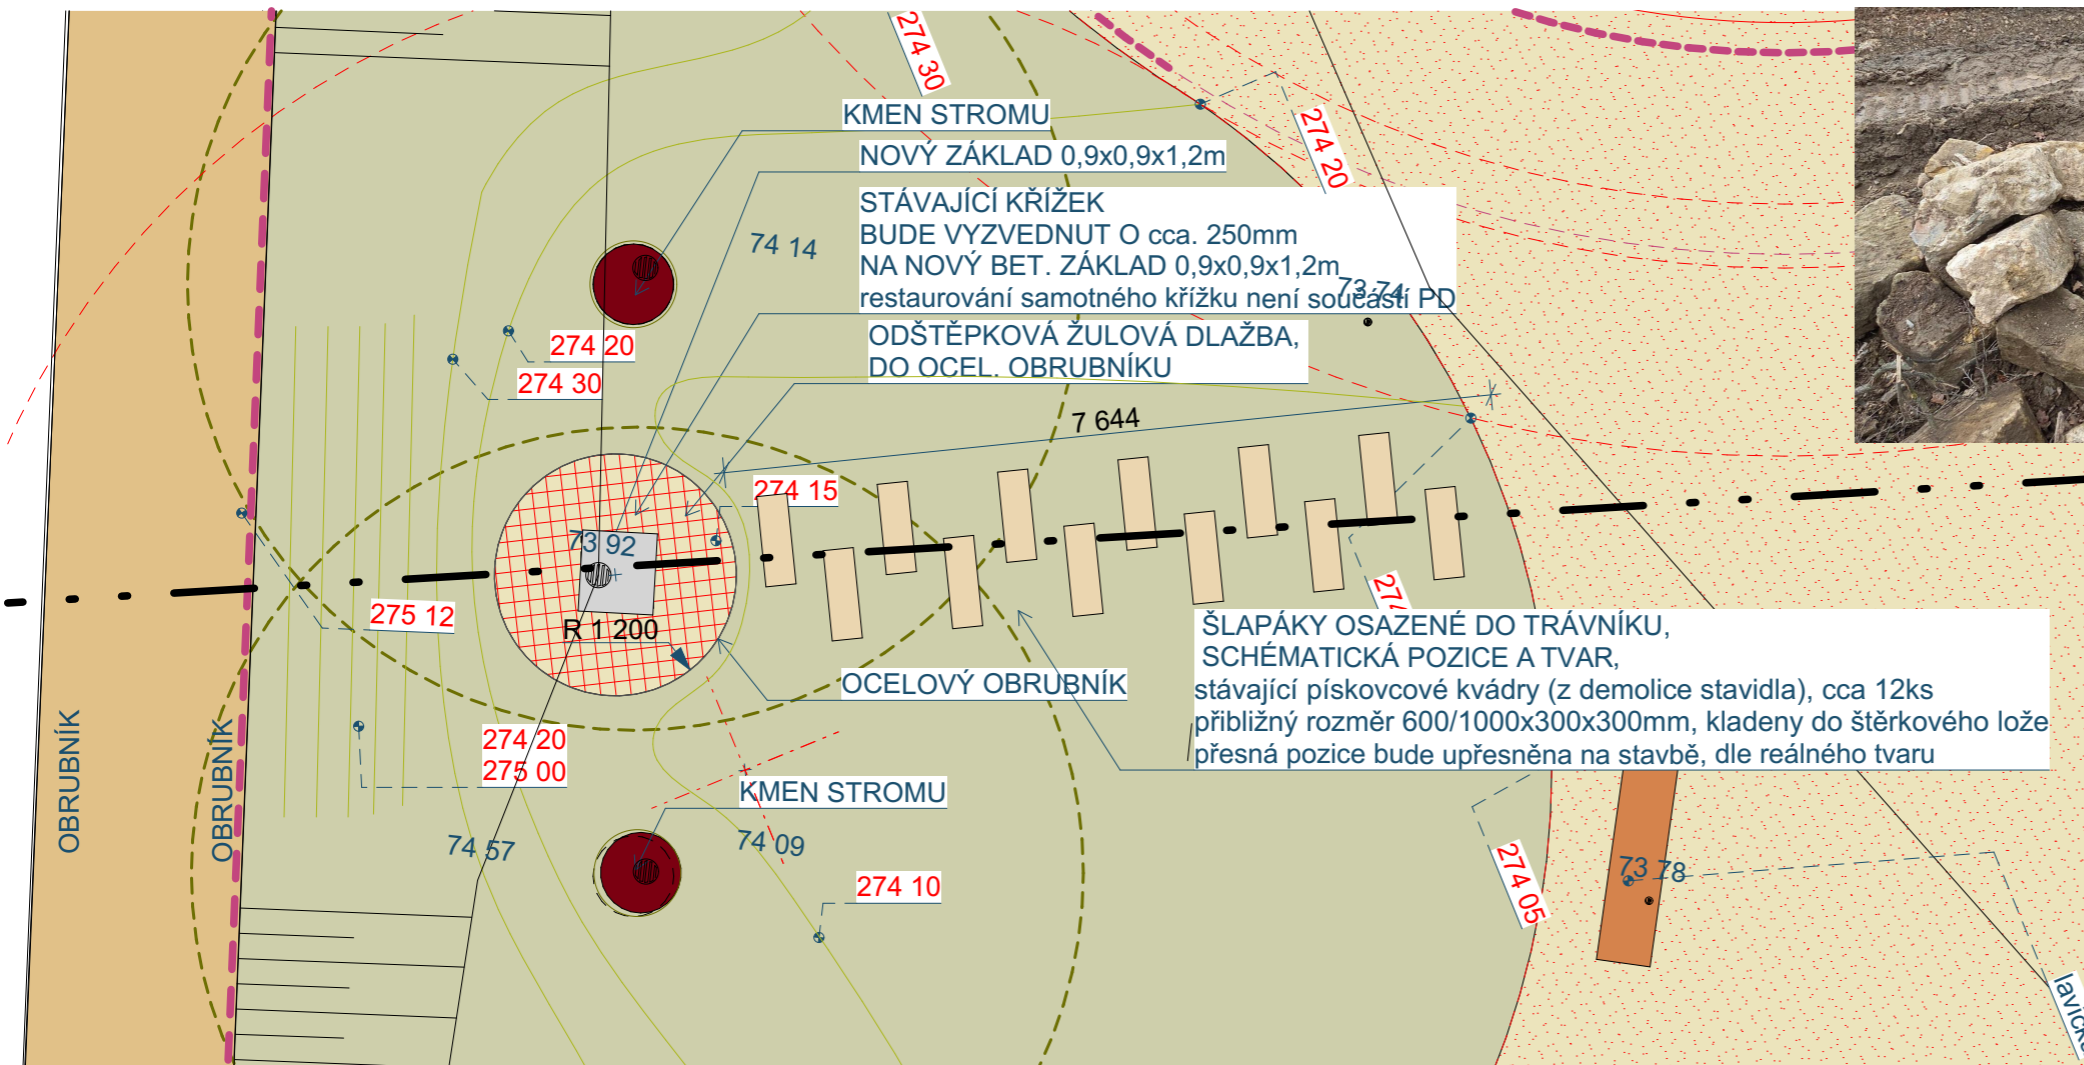 274 30
KMEN STROMU
NOVÝ ZÁKLAD 0,9x0,9x1,2m
274 20
STÁVAJÍCÍ KŘÍŽEK
BUDE VYZVEDNUT O cca. 250mm
NA NOVÝ BET. ZÁKLAD 0,9x0,9x1,2m
restaurování samotného křížku není součástí PD
74 14
73 74
ODŠTĚPKOVÁ ŽULOVÁ DLAŽBA,
DO OCEL. OBRUBNÍKU
274 20
274 30
7 644
274 15
73 92
275 12
R 1 200
ŠLAPÁKY OSAZENÉ DO TRÁVNÍKU,
SCHÉMATICKÁ POZICE A TVAR,
stávající pískovcové kvádry (z demolice stavidla), cca 12ks
přibližný rozměr 600/1000x300x300mm, kladeny do štěrkového lože
přesná pozice bude upřesněna na stavbě, dle reálného tvaru
OCELOVÝ OBRUBNÍK
OBRUBNÍK
OBRUBNÍK
274 20
275 00
KMEN STROMU
74 57
74 09
274 10
274 05
73 78